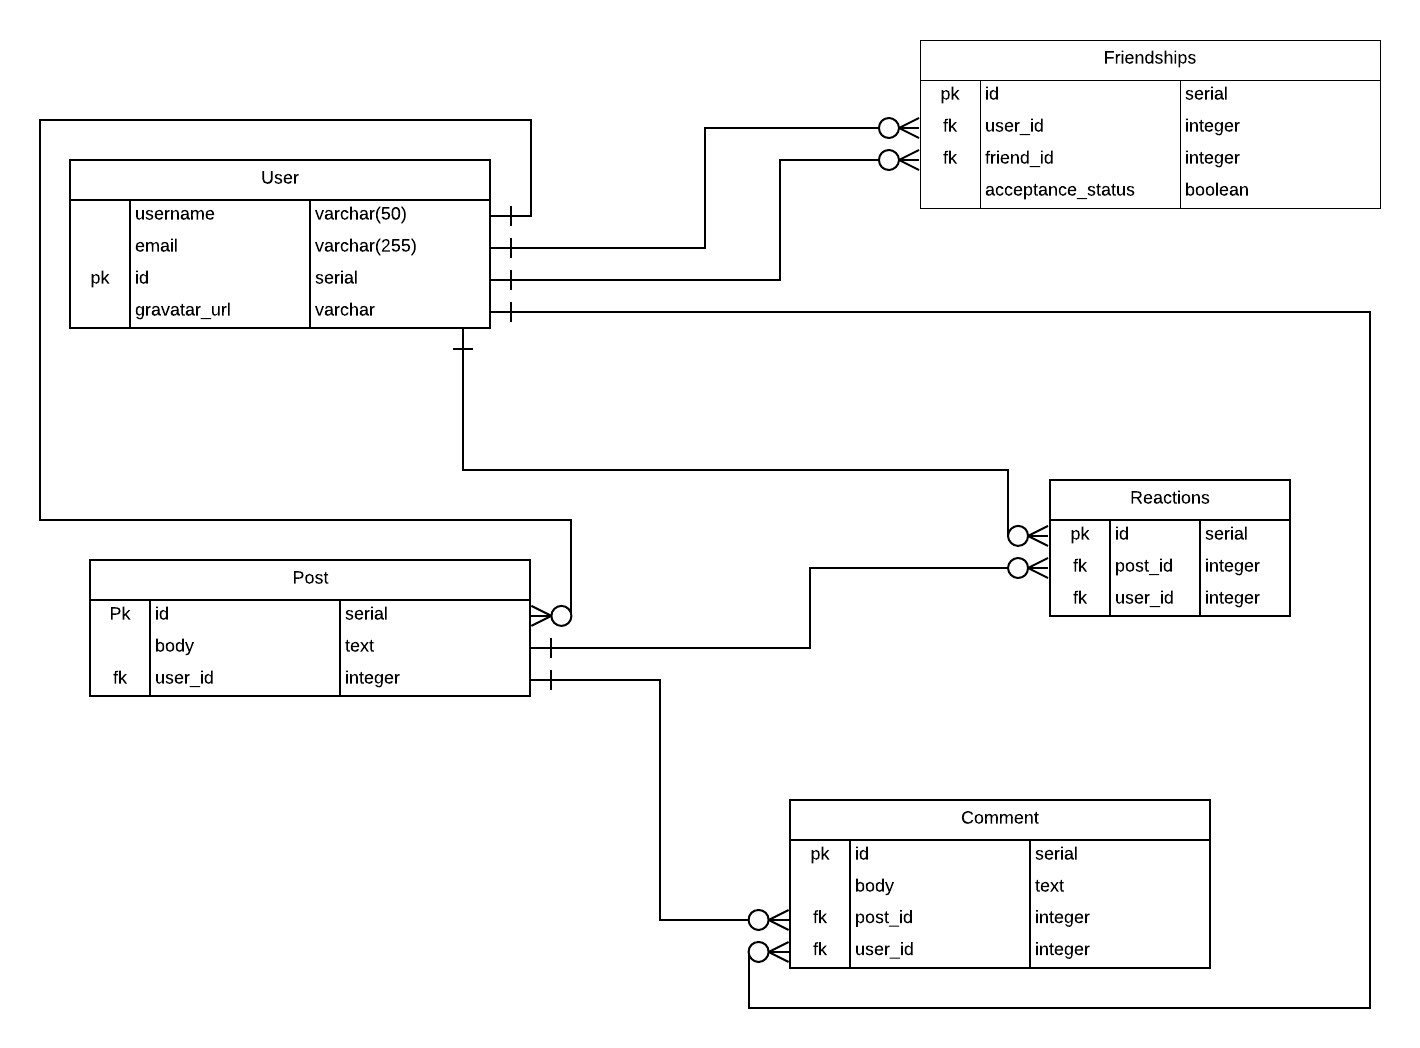 Friendships
pk id serial
fk user_id integer
fk friend_id integer
acceptance_status boolean
User
username varchar(50)
email varchar(255)
pk id serial
gravatar_url varchar
Reactions
pk id serial
fk post_id integer
fk user_id integer
Post
Pk id serial
body text
fk user_id integer
Comment
pk id serial
body text
fk post_id integer
fk user_id integer